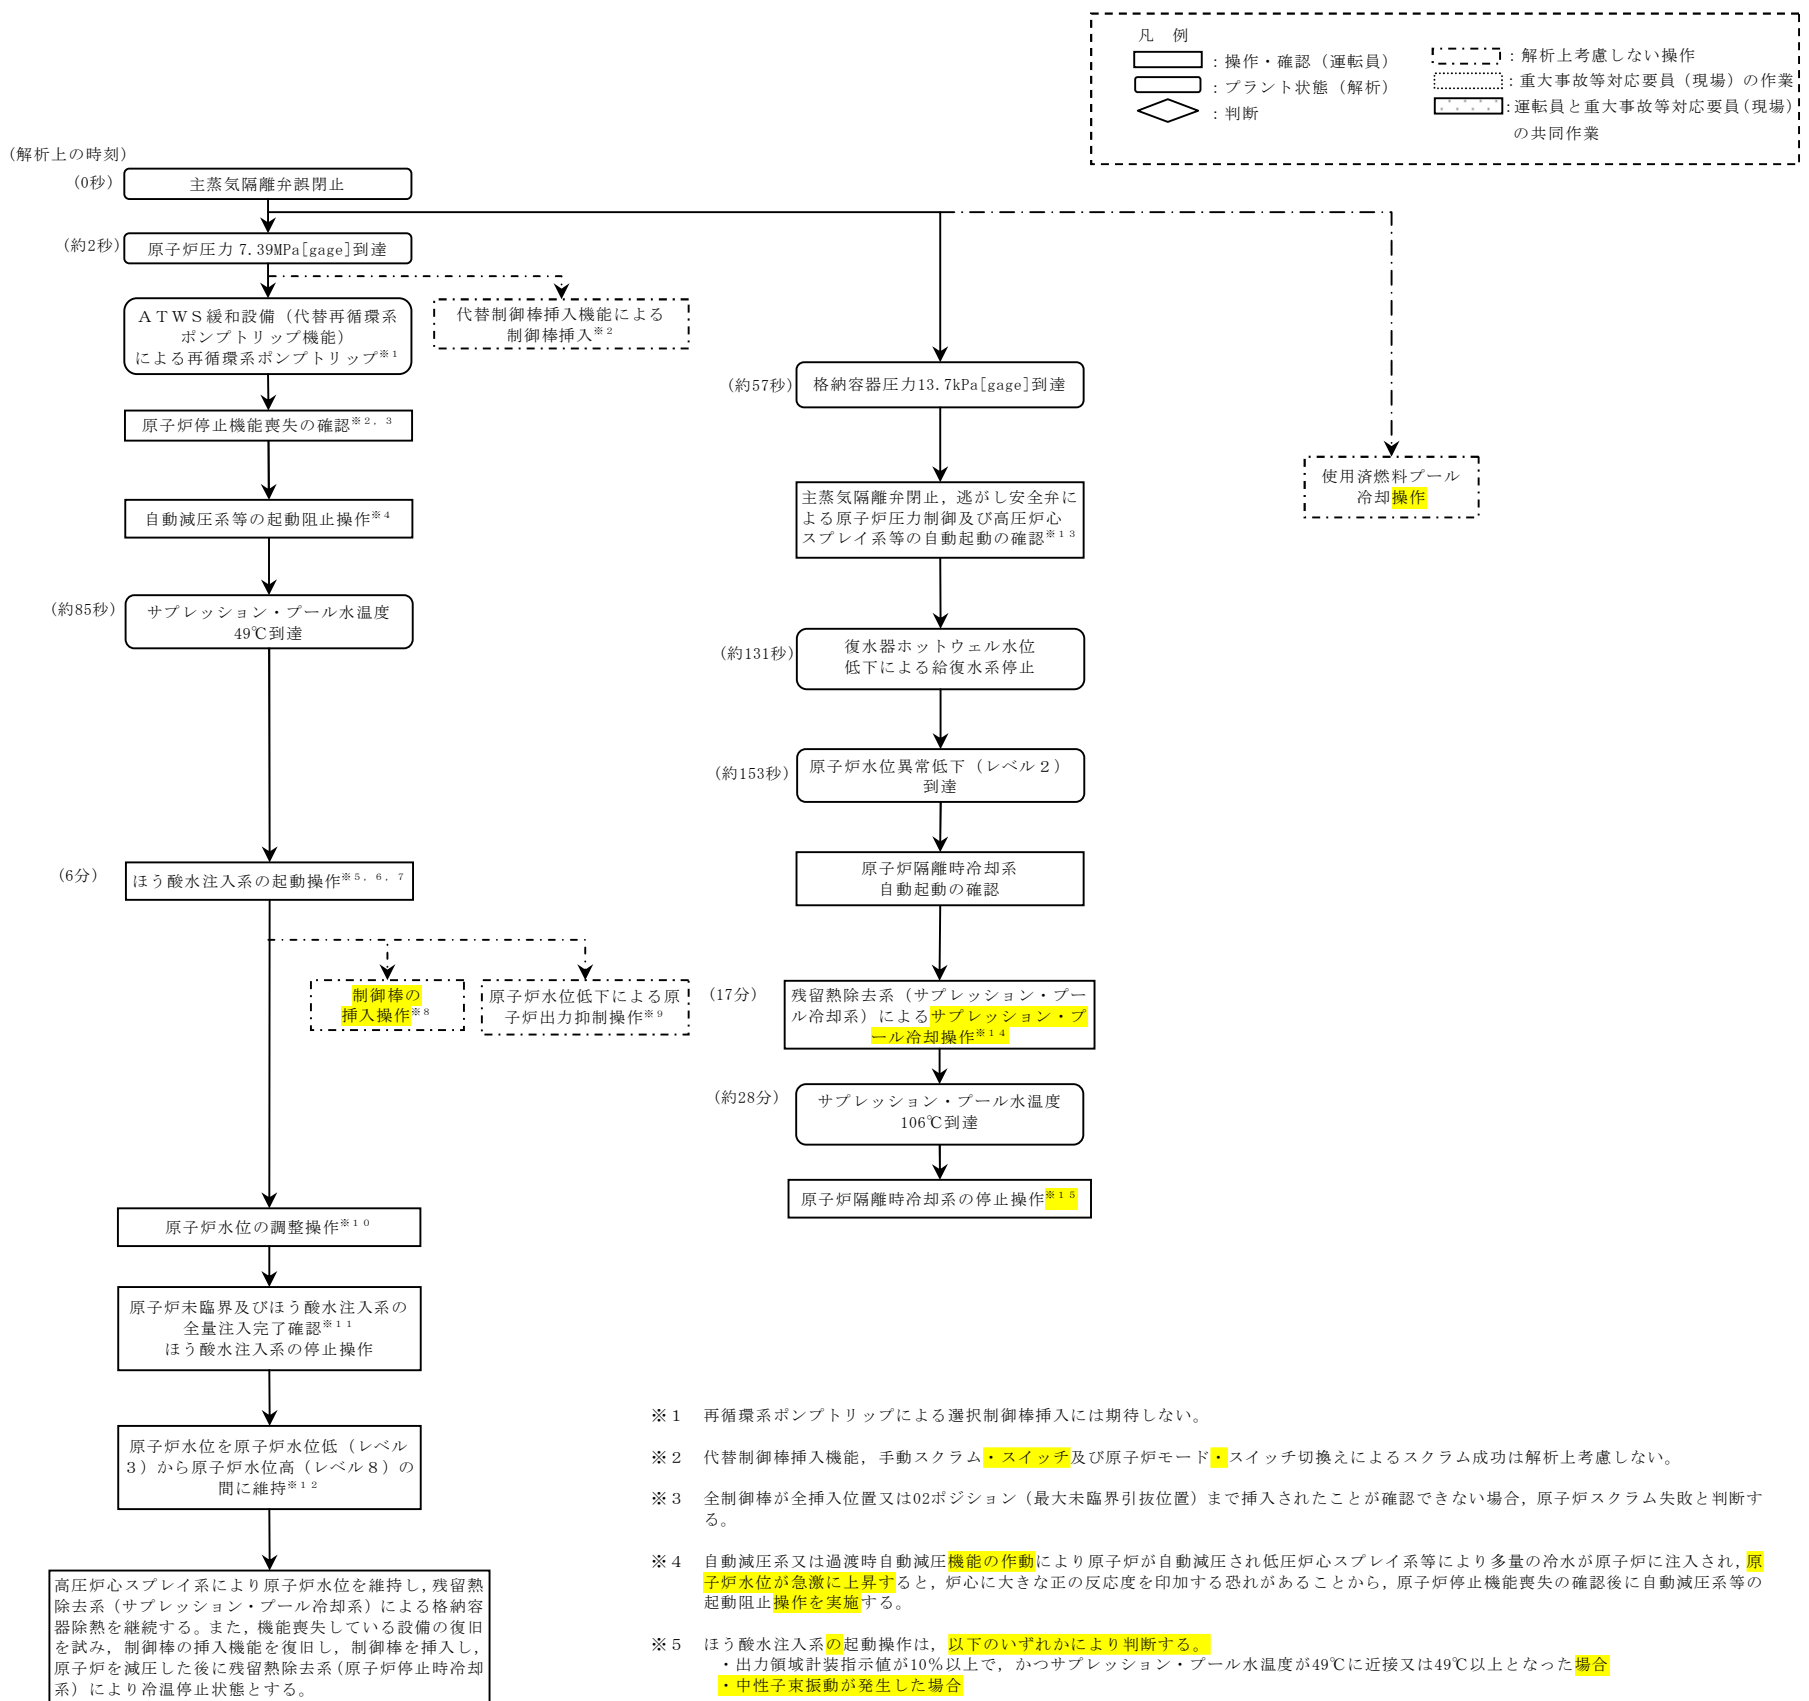 凡　例
：操作・確認（運転員）
：プラント状態（解析）
：判断
：解析上考慮しない操作
：重大事故等対応要員（現場）の作業
：運転員と重大事故等対応要員（現場）
の共同作業
（解析上の時刻）
（0秒）
主蒸気隔離弁誤閉止
（約2秒）
原子炉圧力 7.39MPa[gage]到達
ＡＴＷＳ緩和設備（代替再循環系
ポンプトリップ機能）
による再循環系ポンプトリップ※１
代替制御棒挿入機能による
制御棒挿入※２
原子炉停止機能喪失の確認※２，３
自動減圧系等の起動阻止操作※４
（約85秒）
サプレッション・プール水温度
49℃到達
（6分）
ほう酸水注入系の起動操作※５，６，７
制御棒の
挿入操作※８
原子炉水位低下による原
子炉出力抑制操作※９
原子炉水位の調整操作※１０
原子炉未臨界及びほう酸水注入系の
全量注入完了確認※１１
ほう酸水注入系の停止操作
原子炉水位を原子炉水位低（レベル
３）から原子炉水位高（レベル８）の
間に維持※１２
高圧炉心スプレイ系により原子炉水位を維持し，残留熱
除去系（サプレッション・プール冷却系）による格納容
器除熱を継続する。また，機能喪失している設備の復旧
を試み，制御棒の挿入機能を復旧し，制御棒を挿入し，
原子炉を減圧した後に残留熱除去系（原子炉停止時冷却
系）により冷温停止状態とする。
（約57秒）
格納容器圧力13.7kPa[gage]到達
主蒸気隔離弁閉止，逃がし安全弁に
よる原子炉圧力制御及び高圧炉心
スプレイ系等の自動起動の確認※１３
（約131秒）
復水器ホットウェル水位
低下による給復水系停止
（約153秒）
原子炉水位異常低下（レベル２）
到達
原子炉隔離時冷却系
自動起動の確認
（17分）
残留熱除去系（サプレッション・プー
ル冷却系）によるサプレッション・プ
ール冷却操作※１４
（約28分）
サプレッション・プール水温度
106℃到達
原子炉隔離時冷却系の停止操作※１５
使用済燃料プール
冷却操作
※１　再循環系ポンプトリップによる選択制御棒挿入には期待しない。
※２　代替制御棒挿入機能，手動スクラム・スイッチ及び原子炉モード・スイッチ切換えによるスクラム成功は解析上考慮しない。
※３　全制御棒が全挿入位置又は02ポジション（最大未臨界引抜位置）まで挿入されたことが確認できない場合，原子炉スクラム失敗と判断す
る。
※４　自動減圧系又は過渡時自動減圧機能の作動により原子炉が自動減圧され低圧炉心スプレイ系等により多量の冷水が原子炉に注入され，原
子炉水位が急激に上昇すると，炉心に大きな正の反応度を印加する恐れがあることから，原子炉停止機能喪失の確認後に自動減圧系等の
起動阻止操作を実施する。
※５　ほう酸水注入系の起動操作は，以下のいずれかにより判断する。
・出力領域計装指示値が10％以上で，かつサプレッション・プール水温度が49℃に近接又は49℃以上となった場合
・中性子束振動が発生した場合